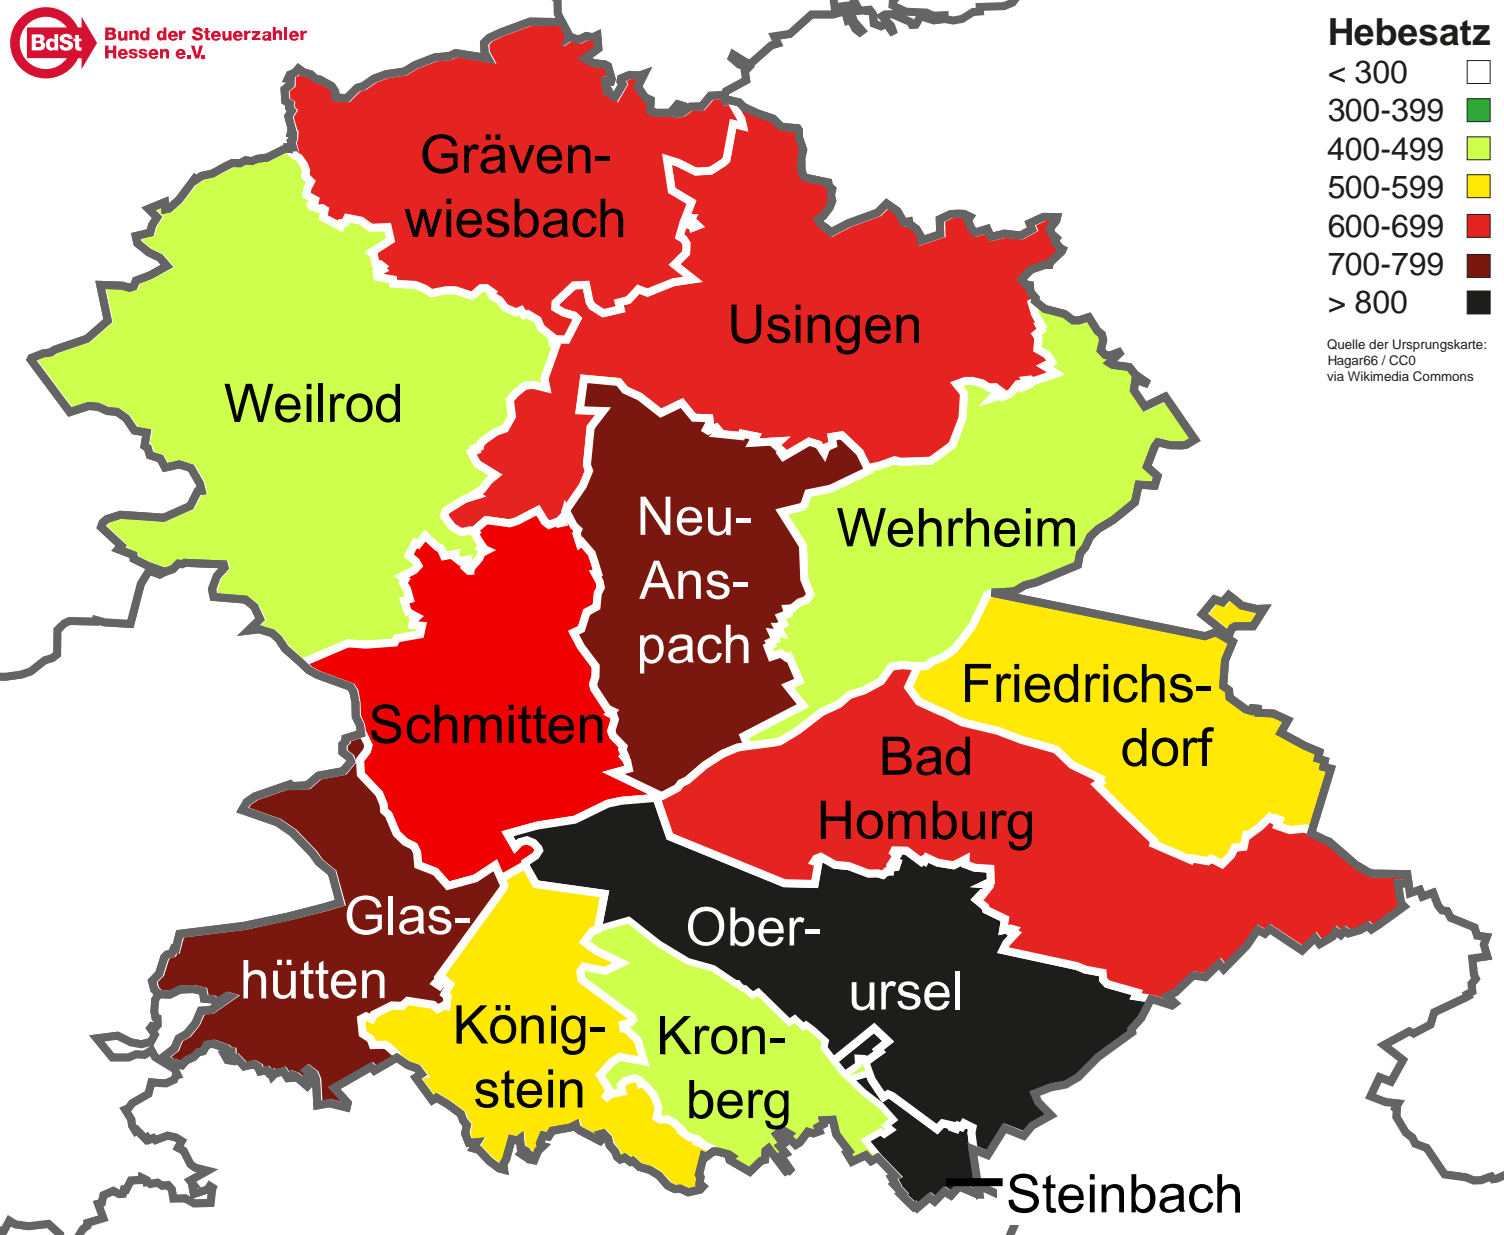 BdSt
Bund der Steuerzahler
Hessen e.V.
Hebesatz
< 300
300-399
400-499
500-599
600-699
700-799
> 800
Quelle der Ursprungskarte:
Hagar66 / CC0
via Wikimedia Commons
Gräven-
wiesbach
Usingen
Weilrod
Neu-
Ans-
pach
Wehrheim
Friedrichs-
dorf
Schmitten
Bad
Homburg
Glas-
hütten
Ober-
ursel
König-
stein
Kron-
berg
Steinbach